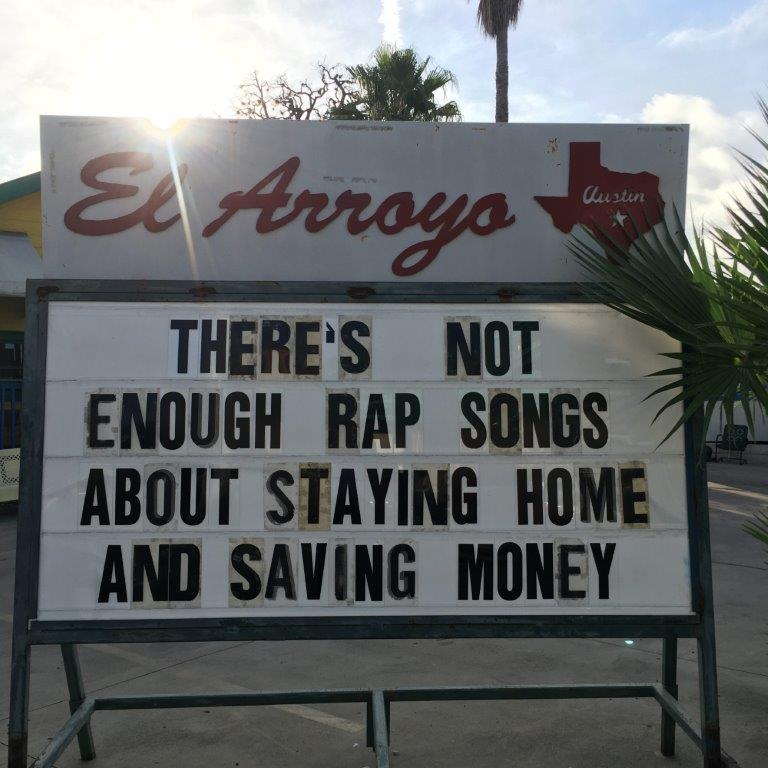 El Arroyo
Austin
THERE'S NOT
ENOUGH RAP SONGS
ABOUT STAYING HOME
AND SAVING MONEY